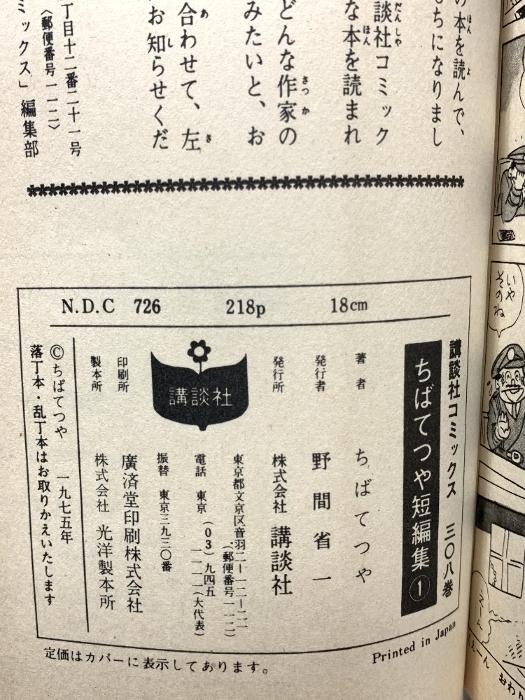 の本を読んで、
もちになりまし
談社コミック
な本を読まれ
どんな作家の
みたいと、お
合わせて、左
お知らせくだ
丁目十二番二十一号
(郵便番号一一二)
ミックス」編集部
N.D.C 726 218p 18cm
講談社コミックス 三〇八巻
ちばてつや短編集①
著者 ちばてつや
発行者 野間省一
発行所 株式会社 講談社
東京都文京区音羽二-一二-二一
(郵便番号一一二)
電話 東京(03)九四五
一一一一(大代表)
振替 東京三九三〇番
講談社
印刷所 廣済堂印刷株式会社
製本所 株式会社 光洋製本所
©ちばてつや 一九七五年
落丁本・乱丁本はお取りかえいたします
定価はカバーに表示してあります。
Printed in Japan
いや
その
ね